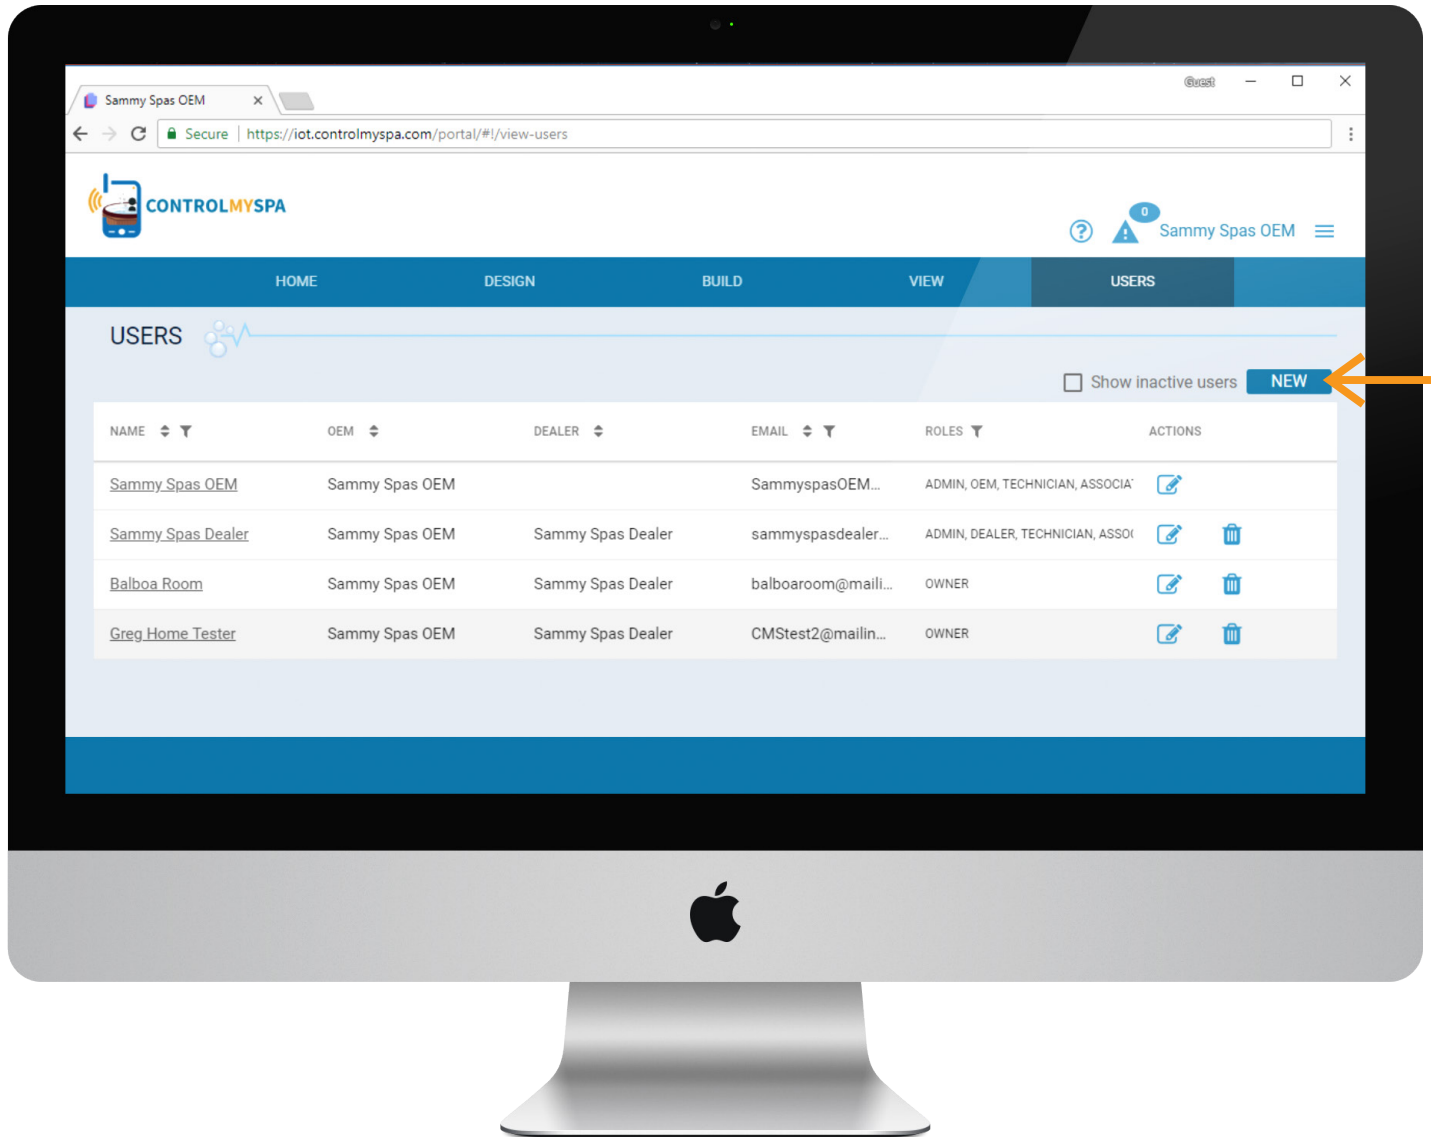 Guest
Sammy Spas OEM
Secure | https://iot.controlmyspa.com/portal/#!/view-users
CONTROLMYSPA
0
Sammy Spas OEM
HOME DESIGN BUILD VIEW USERS
USERS
Show inactive users NEW
NAME OEM DEALER EMAIL ROLES ACTIONS
Sammy Spas OEM Sammy Spas OEM SammyspasOEM... ADMIN, OEM, TECHNICIAN, ASSOCIAT
Sammy Spas Dealer Sammy Spas OEM Sammy Spas Dealer sammyspasdealer... ADMIN, DEALER, TECHNICIAN, ASSO
Balboa Room Sammy Spas OEM Sammy Spas Dealer balboaroom@maili... OWNER
Greg Home Tester Sammy Spas OEM Sammy Spas Dealer CMStest2@mailin... OWNER